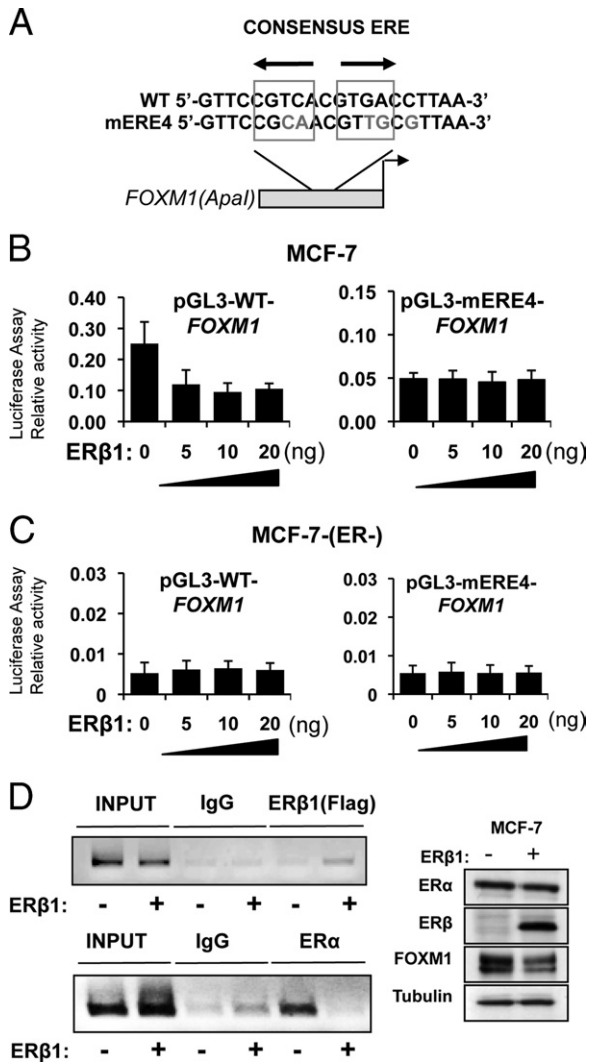 A
CONSENSUS ERE
WT 5'-GTTCCGTCACGTGACCTTAA-3'
mERE4 5'-GTTCCGCAACGTTGCGTTAA-3'
FOXM1(ApaI)
B
MCF-7
Luciferase Assay
Relative activity
pGL3-WT-
FOXM1
0.40
0.30
0.20
0.10
0.00
pGL3-mERE4-
FOXM1
0.15
0.10
0.05
0.00
ERβ1: 0 5 10 20 (ng)
0 5 10 20 (ng)
C
MCF-7-(ER-)
Luciferase Assay
Relative activity
pGL3-WT-
FOXM1
0.03
0.02
0.01
0
pGL3-mERE4-
FOXM1
0.03
0.02
0.01
0
ERβ1: 0 5 10 20 (ng)
0 5 10 20 (ng)
D
INPUT IgG ERβ1(Flag)
ERβ1: - + - + - +
INPUT IgG ERα
ERβ1: - + - + - +
MCF-7
ERβ1: - +
ERα
ERβ
FOXM1
Tubulin